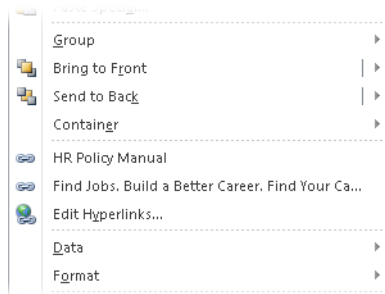 Group
Bring to Front
Send to Back
Container
HR Policy Manual
Find Jobs. Build a Better Career. Find Your Ca...
Edit Hyperlinks...
Data
Format